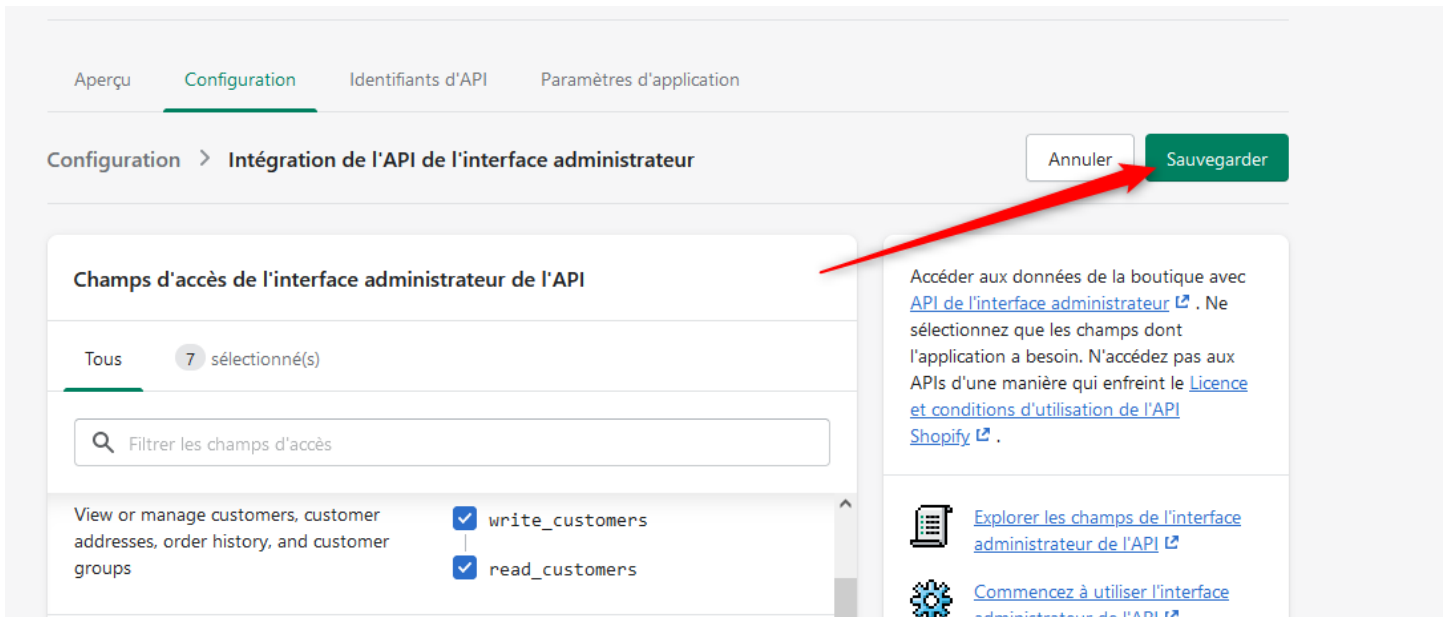 Aperçu Configuration Identifiants d'API Paramètres d'application
Configuration > Intégration de l'API de l'interface administrateur Annuler Sauvegarder
Champs d'accès de l'interface administrateur de l'API
Tous 7 sélectionné(s)
Filtrer les champs d'accès
View or manage customers, customer
addresses, order history, and customer
groups
write_customers
read_customers
Accéder aux données de la boutique avec
API de l'interface administrateur . Ne
sélectionnez que les champs dont
l'application a besoin. N'accédez pas aux
APIs d'une manière qui enfreint le Licence
et conditions d'utilisation de l'API
Shopify .
Explorer les champs de l'interface
administrateur de l'API
Commencez à utiliser l'interface
administrateur de l'API